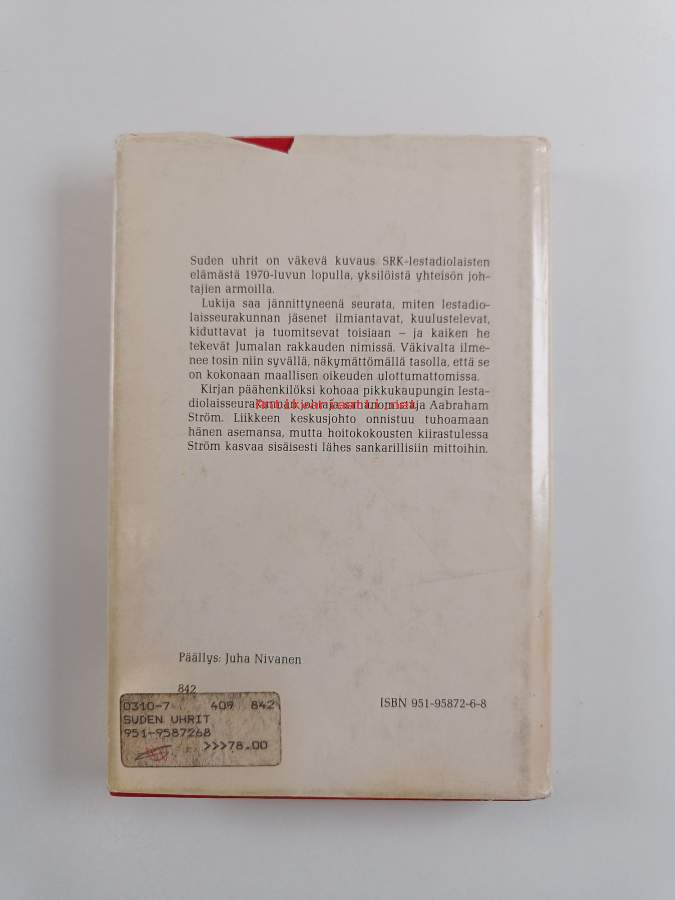 Suden uhrit on väkevä kuvaus SRK-lestadiolaisten
elämästä 1970-luvun lopulla, yksilöistä yhteisön joh-
tajien armoilla.
Lukija saa jännittyneenä seurata, miten lestadio-
laisseurakunnan jäsenet ilmiantavat, kuulustelevat,
kiduttavat ja tuomitsevat toisiaan – ja kaiken he
tekevät Jumalan rakkauden nimissä. Väkivalta ilme-
nee tosin niin syvällä, näkymättömällä tasolla, että se
on kokonaan maallisen oikeuden ulottumattomissa.
Kirjan päähenkilöksi kohoaa pikkukaupungin lesta-
diolaisseurakunnan johtaja Aabraham
Ström. Liikkeen keskusjohto onnistuu tuhoamaan
hänen asemansa, mutta hoitokokousten kiirastulessa
Ström kasvaa sisäisesti lähes sankarillisiin mittoihin.
Päällys: Juha Nivanen
842
ISBN 951-95872-6-8
0310-7 409 842
SUDEN UHRIT
951-9587268
>>>78.00